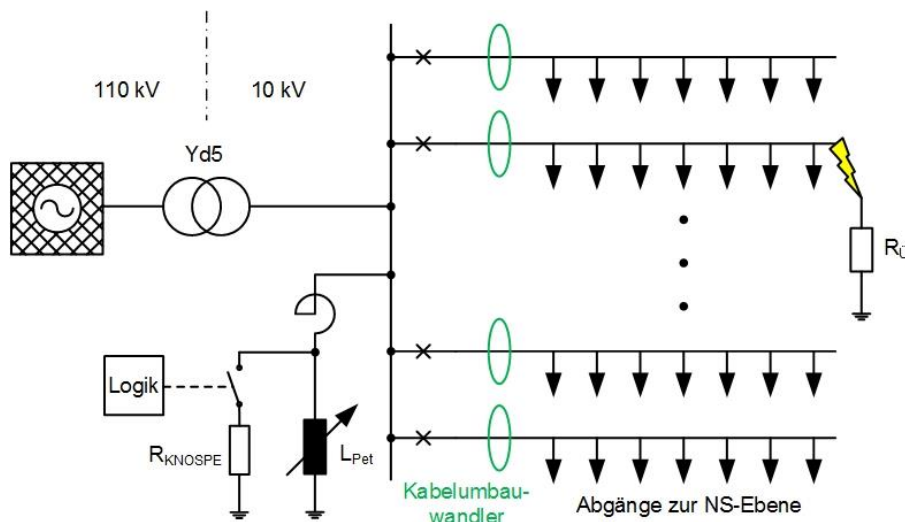 110 kV
10 kV
Yd5
RÜ
Logik
RKNOSPE
LPet
Kabelumbau-
wandler
Abgänge zur NS-Ebene